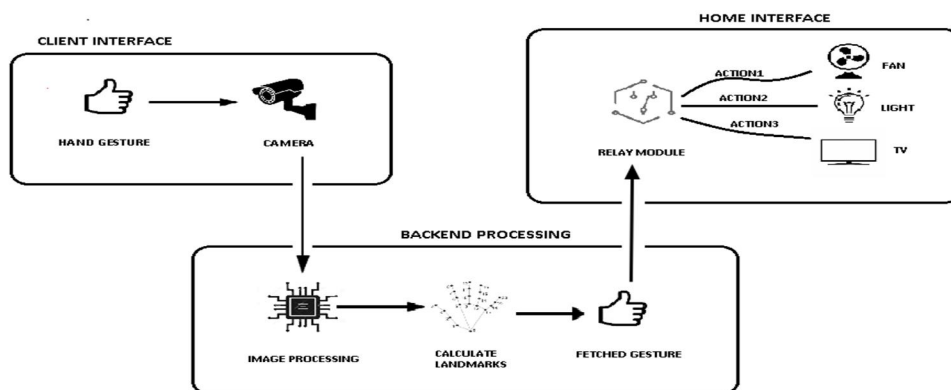 HOME INTERFACE
CLIENT INTERFACE
ACTION1
FAN
ACTION2
LIGHT
ACTION3
HAND GESTURE
CAMERA
RELAY MODULE
TV
BACKEND PROCESSING
IMAGE PROCESSING
CALCULATE
LANDMARKS
FETCHED GESTURE